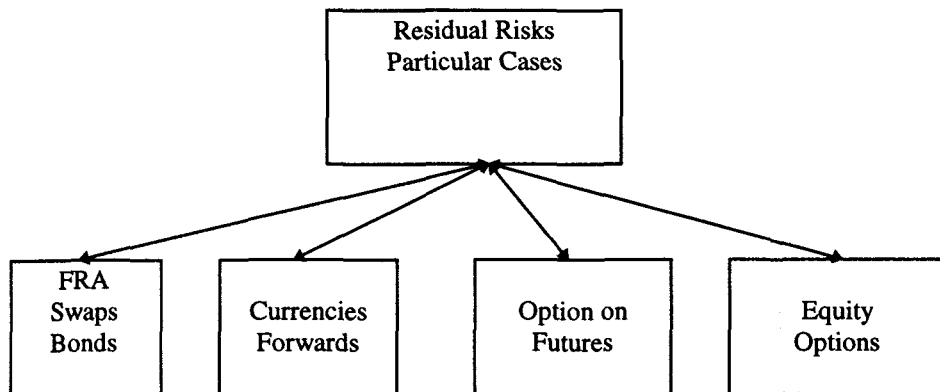 Residual Risks
Particular Cases
FRA
Swaps
Bonds
Currencies
Forwards
Option on
Futures
Equity
Options